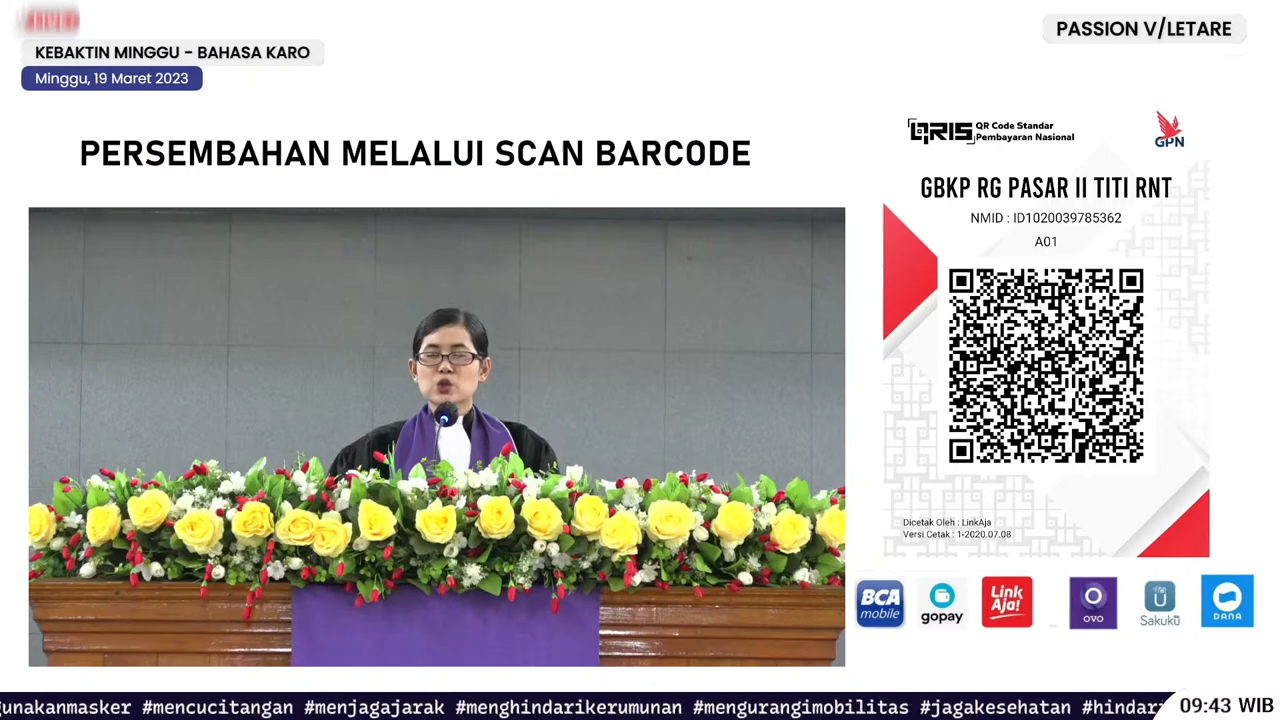 KEBAKTIN MINGGU - BAHASA KARO
Minggu, 19 Maret 2023
PASSION V/LETARE
PERSEMBAHAN MELALUI SCAN BARCODE
QRIS QR Code Standar
Pembayaran Nasional
GPN
GBKP RG PASAR II TITI RNT
NMID : ID1020039785362
A01
Dicetak Oleh : LinkAja
Versi Cetak : 1-2020.07.08
BCA
mobile
gopay
Link
Aja!
OVO
Sakuku
DANA
gunakanmasker #mencucitangan #menjagajarak #menghindarikerumunan #mengurangimobilitas #jagakesehatan #hindara
09:43 WIB